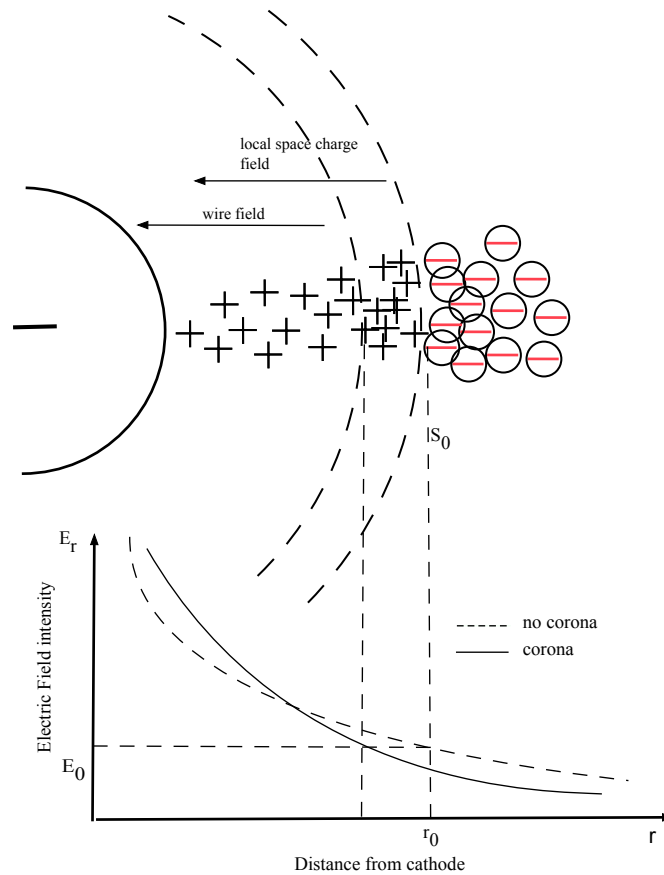 local space charge
field
wire field
S0
Er
no corona
corona
Electric Field intensity
E0
r0
r
Distance from cathode